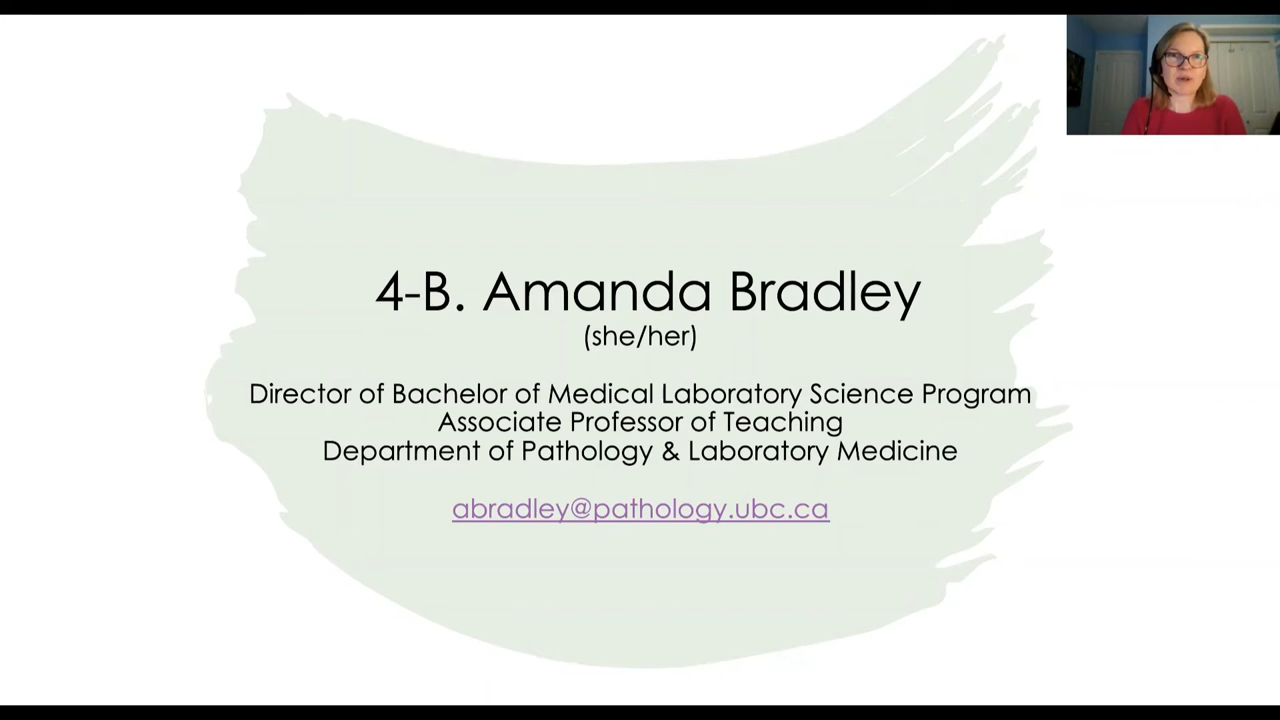 4-B. Amanda Bradley
(she/her)
Director of Bachelor of Medical Laboratory Science Program
Associate Professor of Teaching
Department of Pathology & Laboratory Medicine
abradley@pathology.ubc.ca